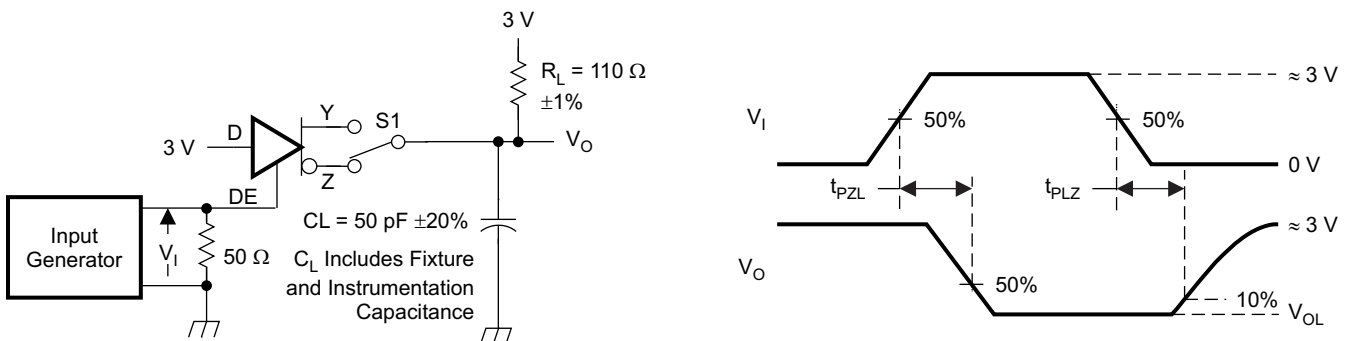 3 V
R_L = 110 Ω
±1%
Y
D
S1
3 V
V_O
Z
DE
Input
Generator
V_I
50 Ω
CL = 50 pF ±20%
C_L Includes Fixture
and Instrumentation
Capacitance
≈ 3 V
V_I
50%
50%
0 V
t_PZL
t_PLZ
≈ 3 V
V_O
50%
10%
V_OL